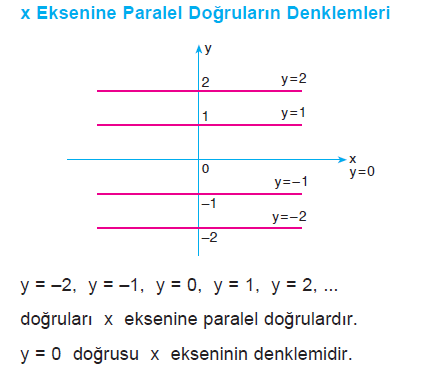 x Eksenine Paralel Doğruların Denklemleri
y
2
y=2
1
y=1
x
0
y=0
y=–1
–1
y=–2
–2
y = –2, y = –1, y = 0, y = 1, y = 2, ...
doğruları x eksenine paralel doğrulardır.
y = 0 doğrusu x ekseninin denklemidir.